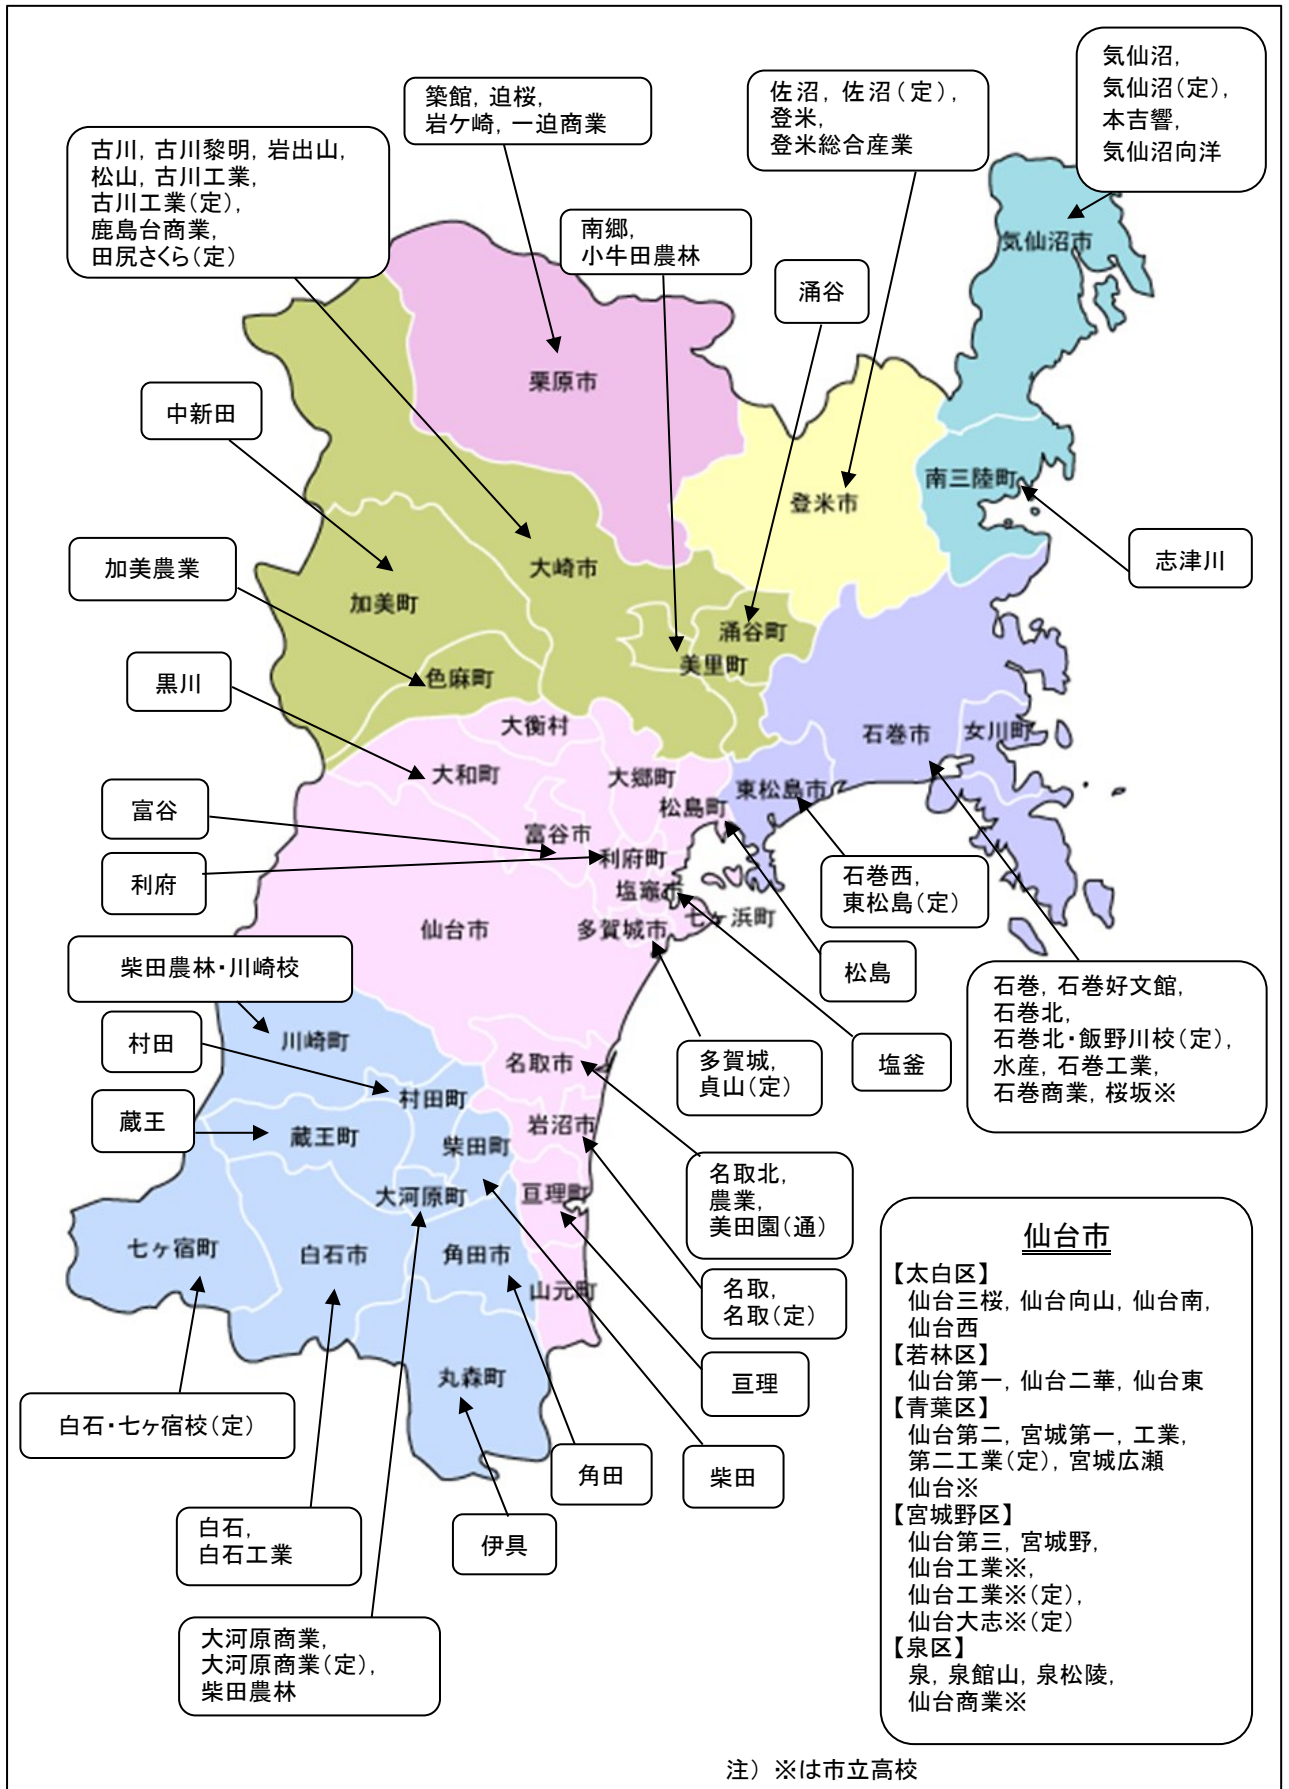 気仙沼,
気仙沼(定),
本吉響,
気仙沼向洋
築館, 迫桜,
岩ケ崎, 一迫商業
佐沼, 佐沼(定),
登米,
登米総合産業
古川, 古川黎明, 岩出山,
松山, 古川工業,
古川工業(定),
鹿島台商業,
田尻さくら(定)
南郷,
小牛田農林
涌谷
気仙沼市
栗原市
中新田
南三陸町
登米市
志津川
加美農業
大崎市
加美町
涌谷町
美里町
色麻町
黒川
大衡村
石巻市
女川町
大和町
大郷町
東松島市
松島町
富谷
富谷市
利府町
利府
塩竈市
石巻西,
東松島(定)
七ヶ浜町
仙台市
多賀城市
柴田農林・川崎校
松島
石巻, 石巻好文館,
石巻北,
石巻北・飯野川校(定),
水産, 石巻工業,
石巻商業, 桜坂※
川崎町
村田
名取市
多賀城,
貞山(定)
塩釜
村田町
蔵王
岩沼市
蔵王町
柴田町
名取北,
農業,
美田園(通)
大河原町
亘理町
七ヶ宿町
白石市
角田市
山元町
名取,
名取(定)
亘理
丸森町
白石・七ヶ宿校(定)
角田
柴田
白石,
白石工業
伊具
大河原商業,
大河原商業(定),
柴田農林
仙台市
【太白区】
仙台三桜, 仙台向山, 仙台南,
仙台西
【若林区】
仙台第一, 仙台二華, 仙台東
【青葉区】
仙台第二, 宮城第一, 工業,
第二工業(定), 宮城広瀬
仙台※
【宮城野区】
仙台第三, 宮城野,
仙台工業※,
仙台工業※(定),
仙台大志※(定)
【泉区】
泉, 泉館山, 泉松陵,
仙台商業※
注) ※は市立高校